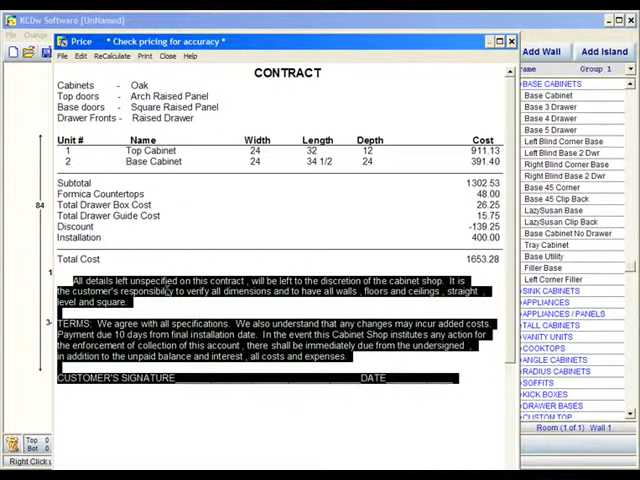 KCDw Software [UnNamed]
File Change
Price * Check pricing for accuracy *
File Edit ReCalculate Print Close Help
Add Wall Add Island
Group 1
CONTRACT
Cabinets - Oak
Top doors - Arch Raised Panel
Base doors - Square Raised Panel
Drawer Fronts - Raised Drawer
Unit # Name Width Length Depth Cost
1 Top Cabinet 24 32 12 911.13
2 Base Cabinet 24 34 1/2 24 391.40
Subtotal 1302.53
Formica Countertops 48.00
Total Drawer Box Cost 26.25
Total Drawer Guide Cost 15.75
Discount -139.25
Installation 400.00
Total Cost 1653.28
All details left unspecified on this contract , will be left to the discretion of the cabinet shop. It is
the customer's responsibility to verify all dimensions and to have all walls , floors and ceilings , straight ,
level and square.
TERMS: We agree with all specifications. We also understand that any changes may incur added costs.
Payment due 10 days from final installation date. In the event this Cabinet Shop institutes any action for
the enforcement of collection of this account , there shall be immediately due from the undersigned ,
in addition to the unpaid balance and interest , all costs and expenses.
CUSTOMER'S SIGNATURE DATE
84
BASE CABINETS
Base Cabinet
Base 3 Drawer
Base 4 Drawer
Base 5 Drawer
Left Blind Corner Base
Left Blind Base 2 Dwr
Right Blind Corner Base
Right Blind Base 2 Dwr
Base 45 Corner
Base 45 Clip Back
LazySusan Base
LazySusan Clip Back
Base Cabinet No Drawer
Tray Cabinet
Base Utility
Filler Base
Left Corner Filler
SINK CABINETS
APPLIANCES
APPLIANCES / PANELS
TALL CABINETS
VANITY CABINETS
COOKTOPS
ANGLE CABINETS
RADIUS CABINETS
SOFFITS
KICK BOXES
DRAWER BASES
CUSTOM TOP
Room (1 of 1) Wall 1
Top 0
Bot 0
Right Click